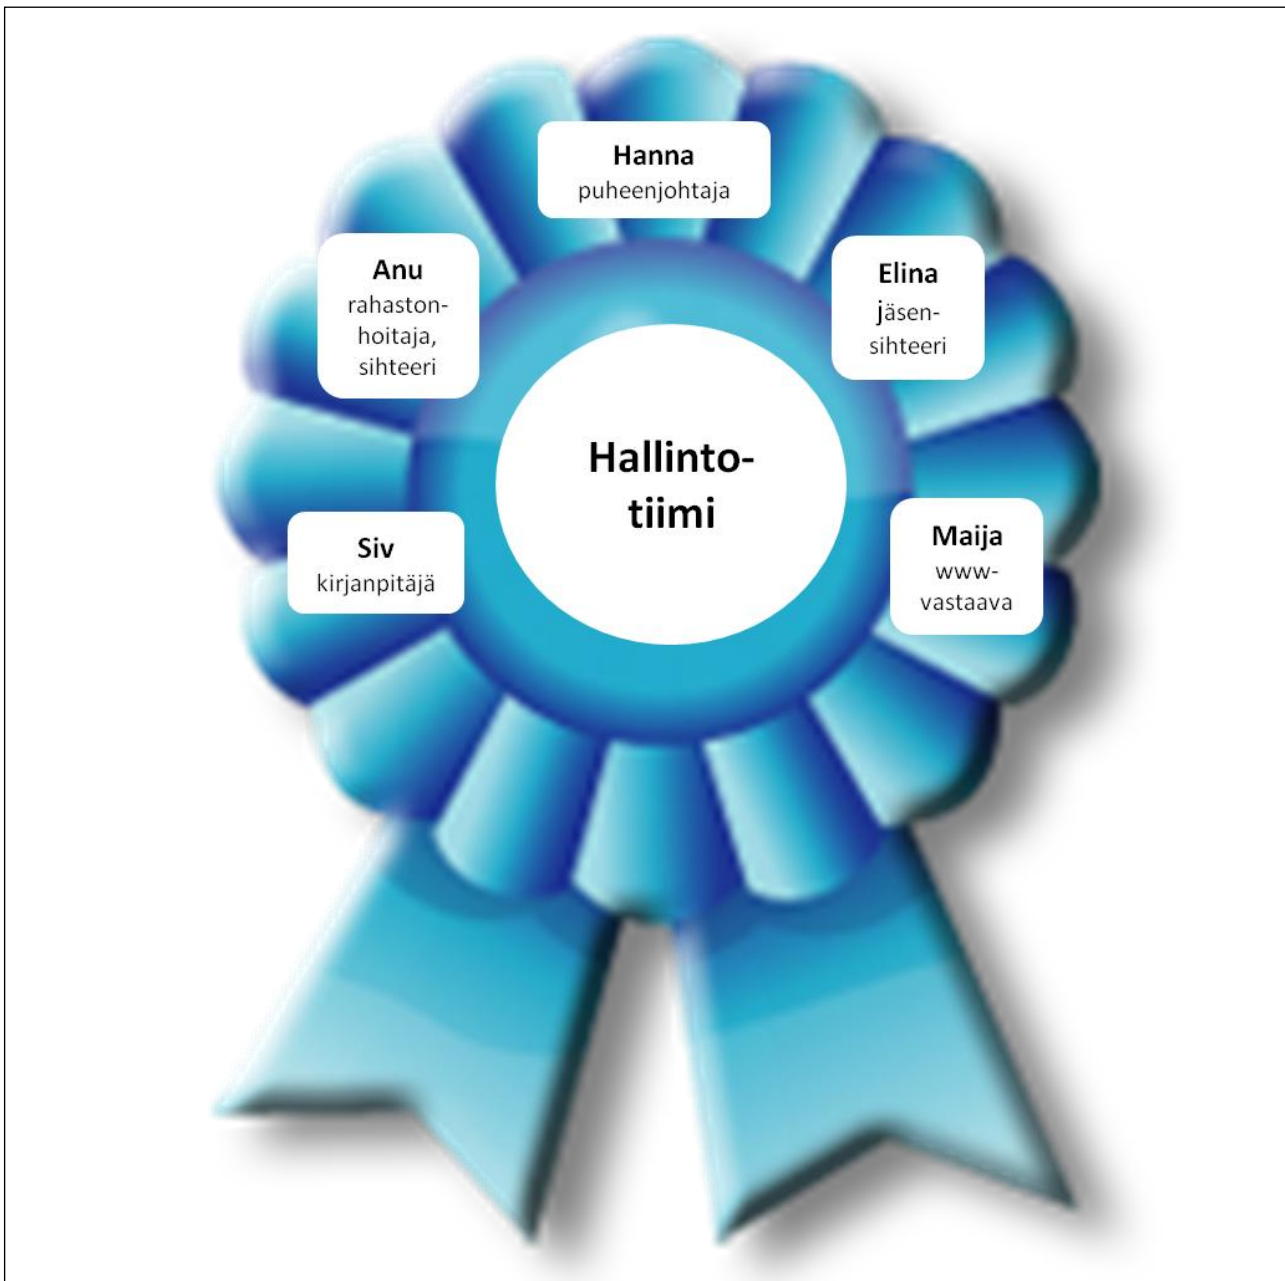 Hanna
puheenjohtaja
Anu
rahaston-
hoitaja,
sihteeri
Elina
jäsen-
sihteeri
Hallinto-
tiimi
Siv
kirjanpitäjä
Maija
www-
vastaava